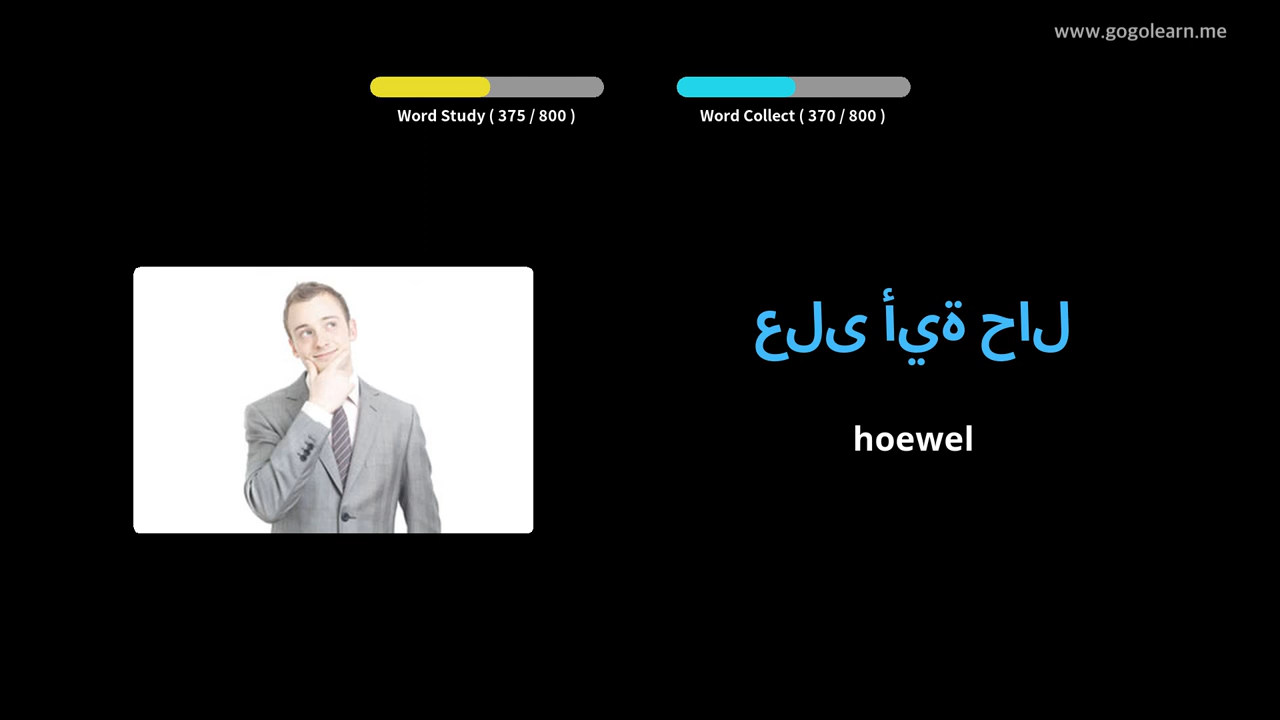 www.gogolearn.me
Word Study ( 375 / 800 )
Word Collect ( 370 / 800 )
على أية حال
hoewel